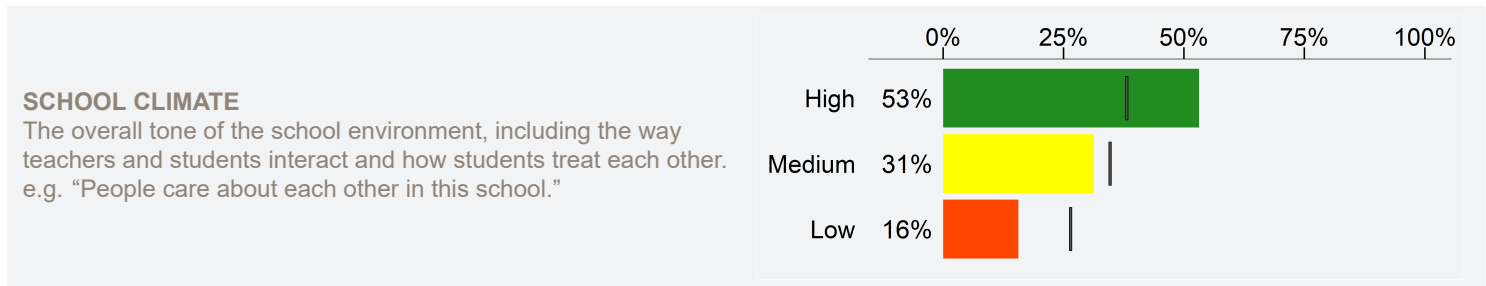 SCHOOL CLIMATE
The overall tone of the school environment, including the way
teachers and students interact and how students treat each other.
e.g. “People care about each other in this school.”
0% 25% 50% 75% 100%
High 53%
Medium 31%
Low 16%